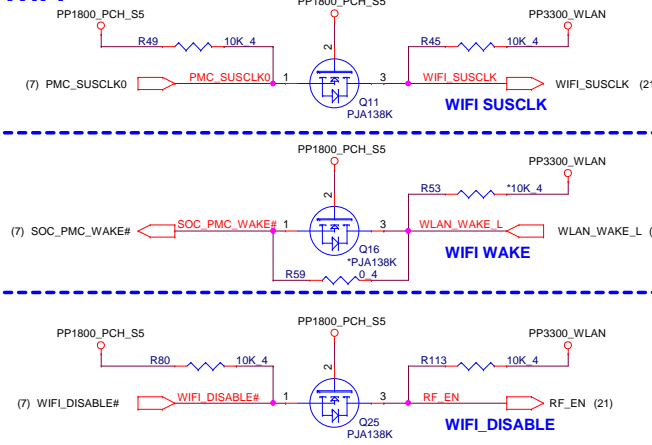 PP1800_PCH_S5 PP1800_PCH_S5 PP3300_WLAN
R49 10K_4 2 R45 10K_4
(7) PMC_SUSCLK0 PMC_SUSCLK0 1 3 WIFI_SUSCLK WIFI_SUSCLK (21
Q11 WIFI SUSCLK
PJA138K
PP1800_PCH_S5 PP3300_WLAN
2 R53 *10K_4
(7) SOC_PMC_WAKE# SOC_PMC_WAKE# 1 3 WLAN_WAKE_L WLAN_WAKE_L (
Q16 WIFI WAKE
*PJA138K
R59 0_4
PP1800_PCH_S5 PP1800_PCH_S5 PP3300_WLAN
R80 10K_4 2 R113 10K_4
(7) WIFI_DISABLE# WIFI_DISABLE# 1 3 RF_EN RF_EN (21)
Q25 WIFI_DISABLE
PJA138K